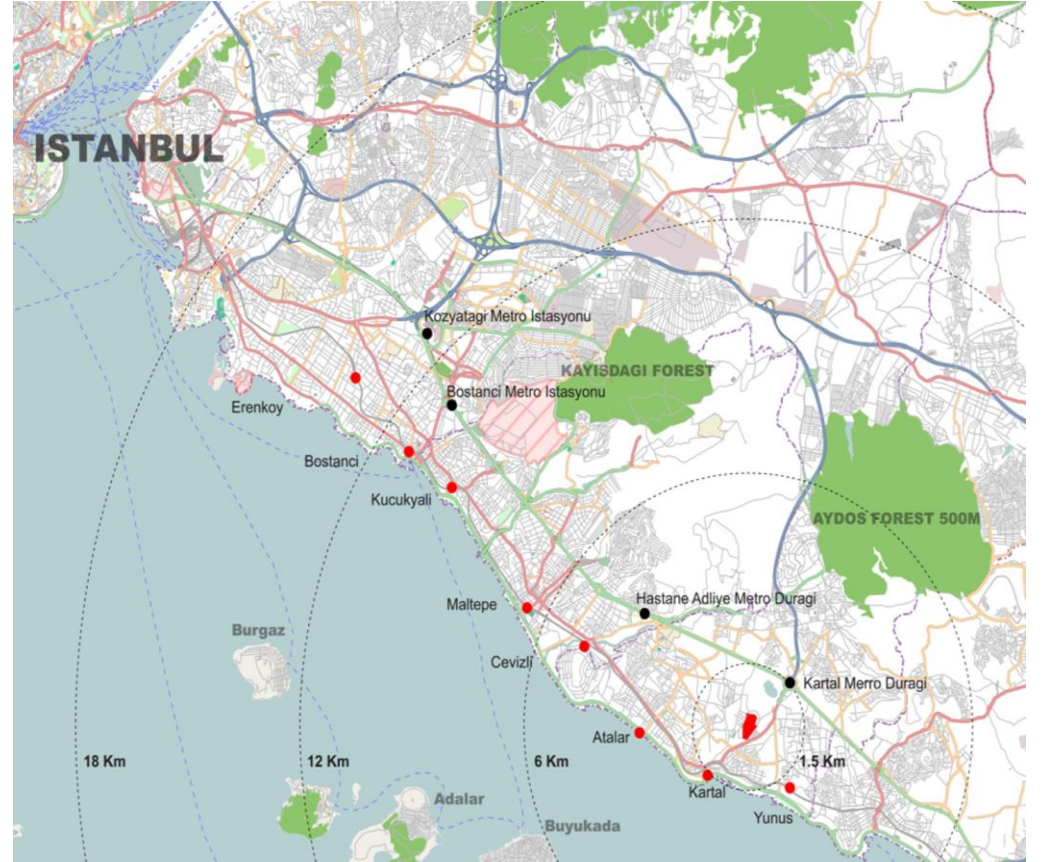 ISTANBUL
Kozyatagi Metro Istasyonu
KAYISDAGI FOREST
Bostanci Metro Istasyonu
Erenkoy
Bostanci
Kucukyali
AYDOS FOREST 500M
Hastane Adliye Metro Duragi
Maltepe
Burgaz
Cevizli
Kartal Merro Duragi
Atalar
18 Km
12 Km
6 Km
1.5 Km
Kartal
Adalar
Yunus
Buyukada